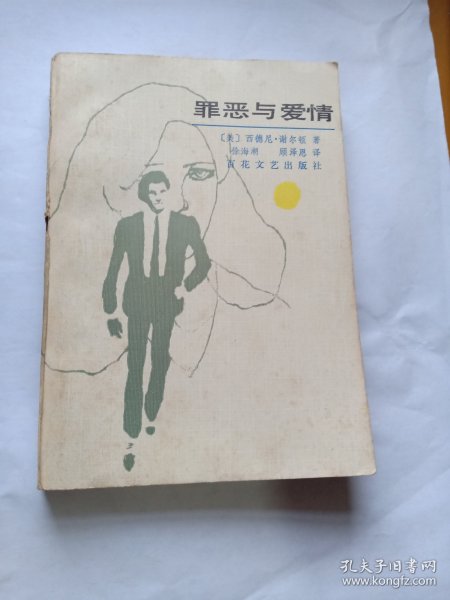 罪恶与爱情
〔美〕西德尼·谢尔顿 著
徐海潮 顾泽恩 译
百花文艺出版社
孔夫子旧书网
www.kongfz.com